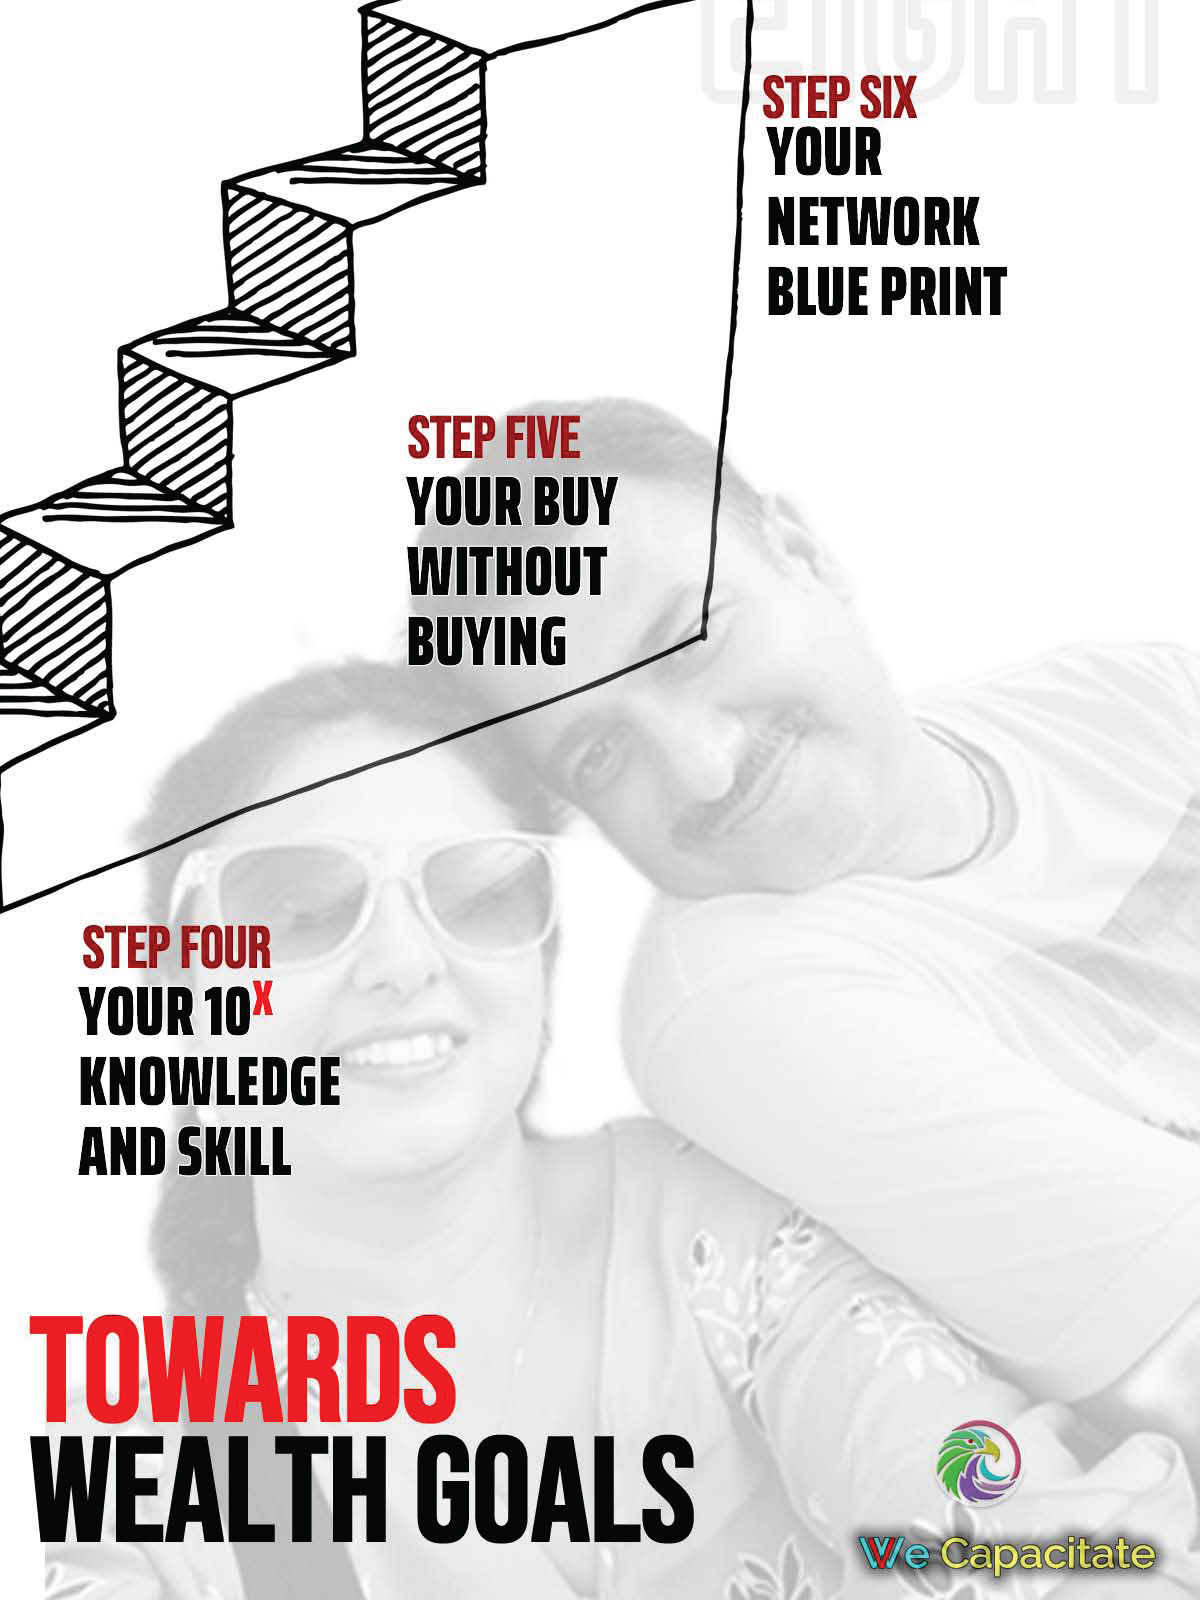 EIGHT
STEP SIX
YOUR
NETWORK
BLUE PRINT
STEP FIVE
YOUR BUY
WITHOUT
BUYING
STEP FOUR
YOUR 10X
KNOWLEDGE
AND SKILL
TOWARDS
WEALTH GOALS
We Capacitate